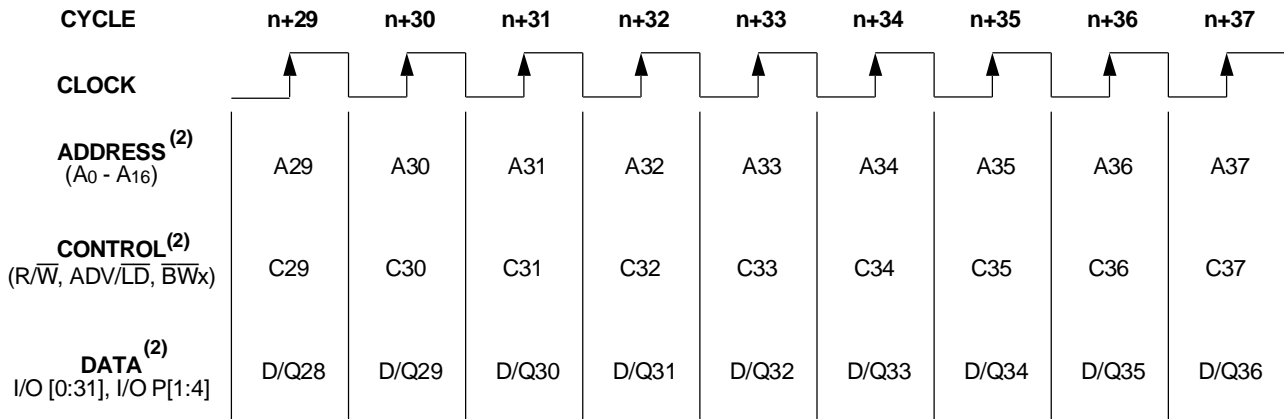 CYCLE n+29 n+30 n+31 n+32 n+33 n+34 n+35 n+36 n+37
CLOCK
ADDRESS(2)
(A0 - A16) A29 A30 A31 A32 A33 A34 A35 A36 A37
CONTROL(2)
(R/W̅, ADV/L̅D̅, B̅W̅x) C29 C30 C31 C32 C33 C34 C35 C36 C37
DATA(2)
I/O [0:31], I/O P[1:4] D/Q28 D/Q29 D/Q30 D/Q31 D/Q32 D/Q33 D/Q34 D/Q35 D/Q36